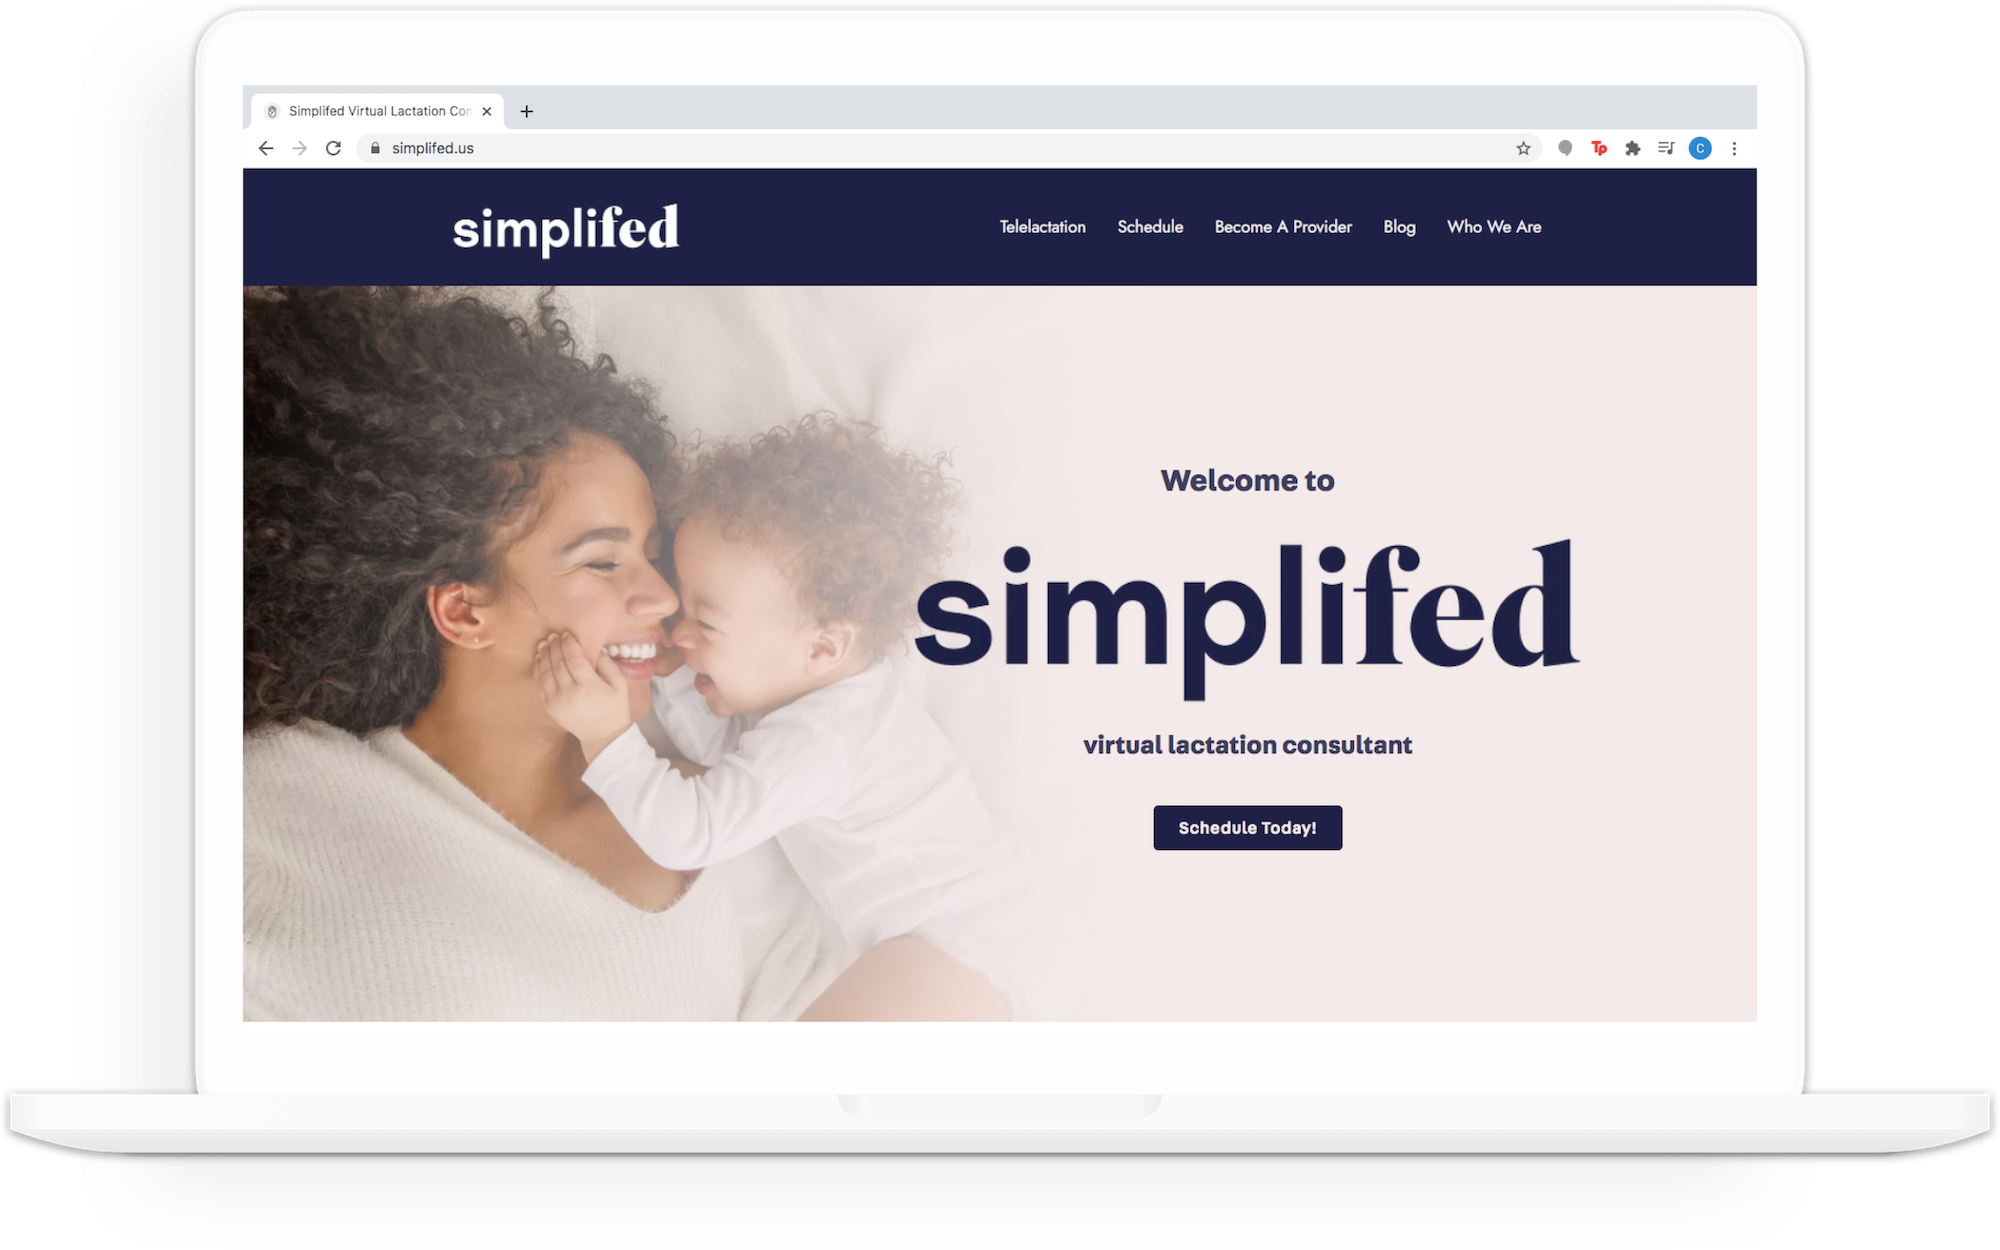 Simplifed Virtual Lactation Con
simplifed.us
Tp
C
simplifed
Telelactation Schedule Become A Provider Blog Who We Are
Welcome to
simplifed
virtual lactation consultant
Schedule Today!